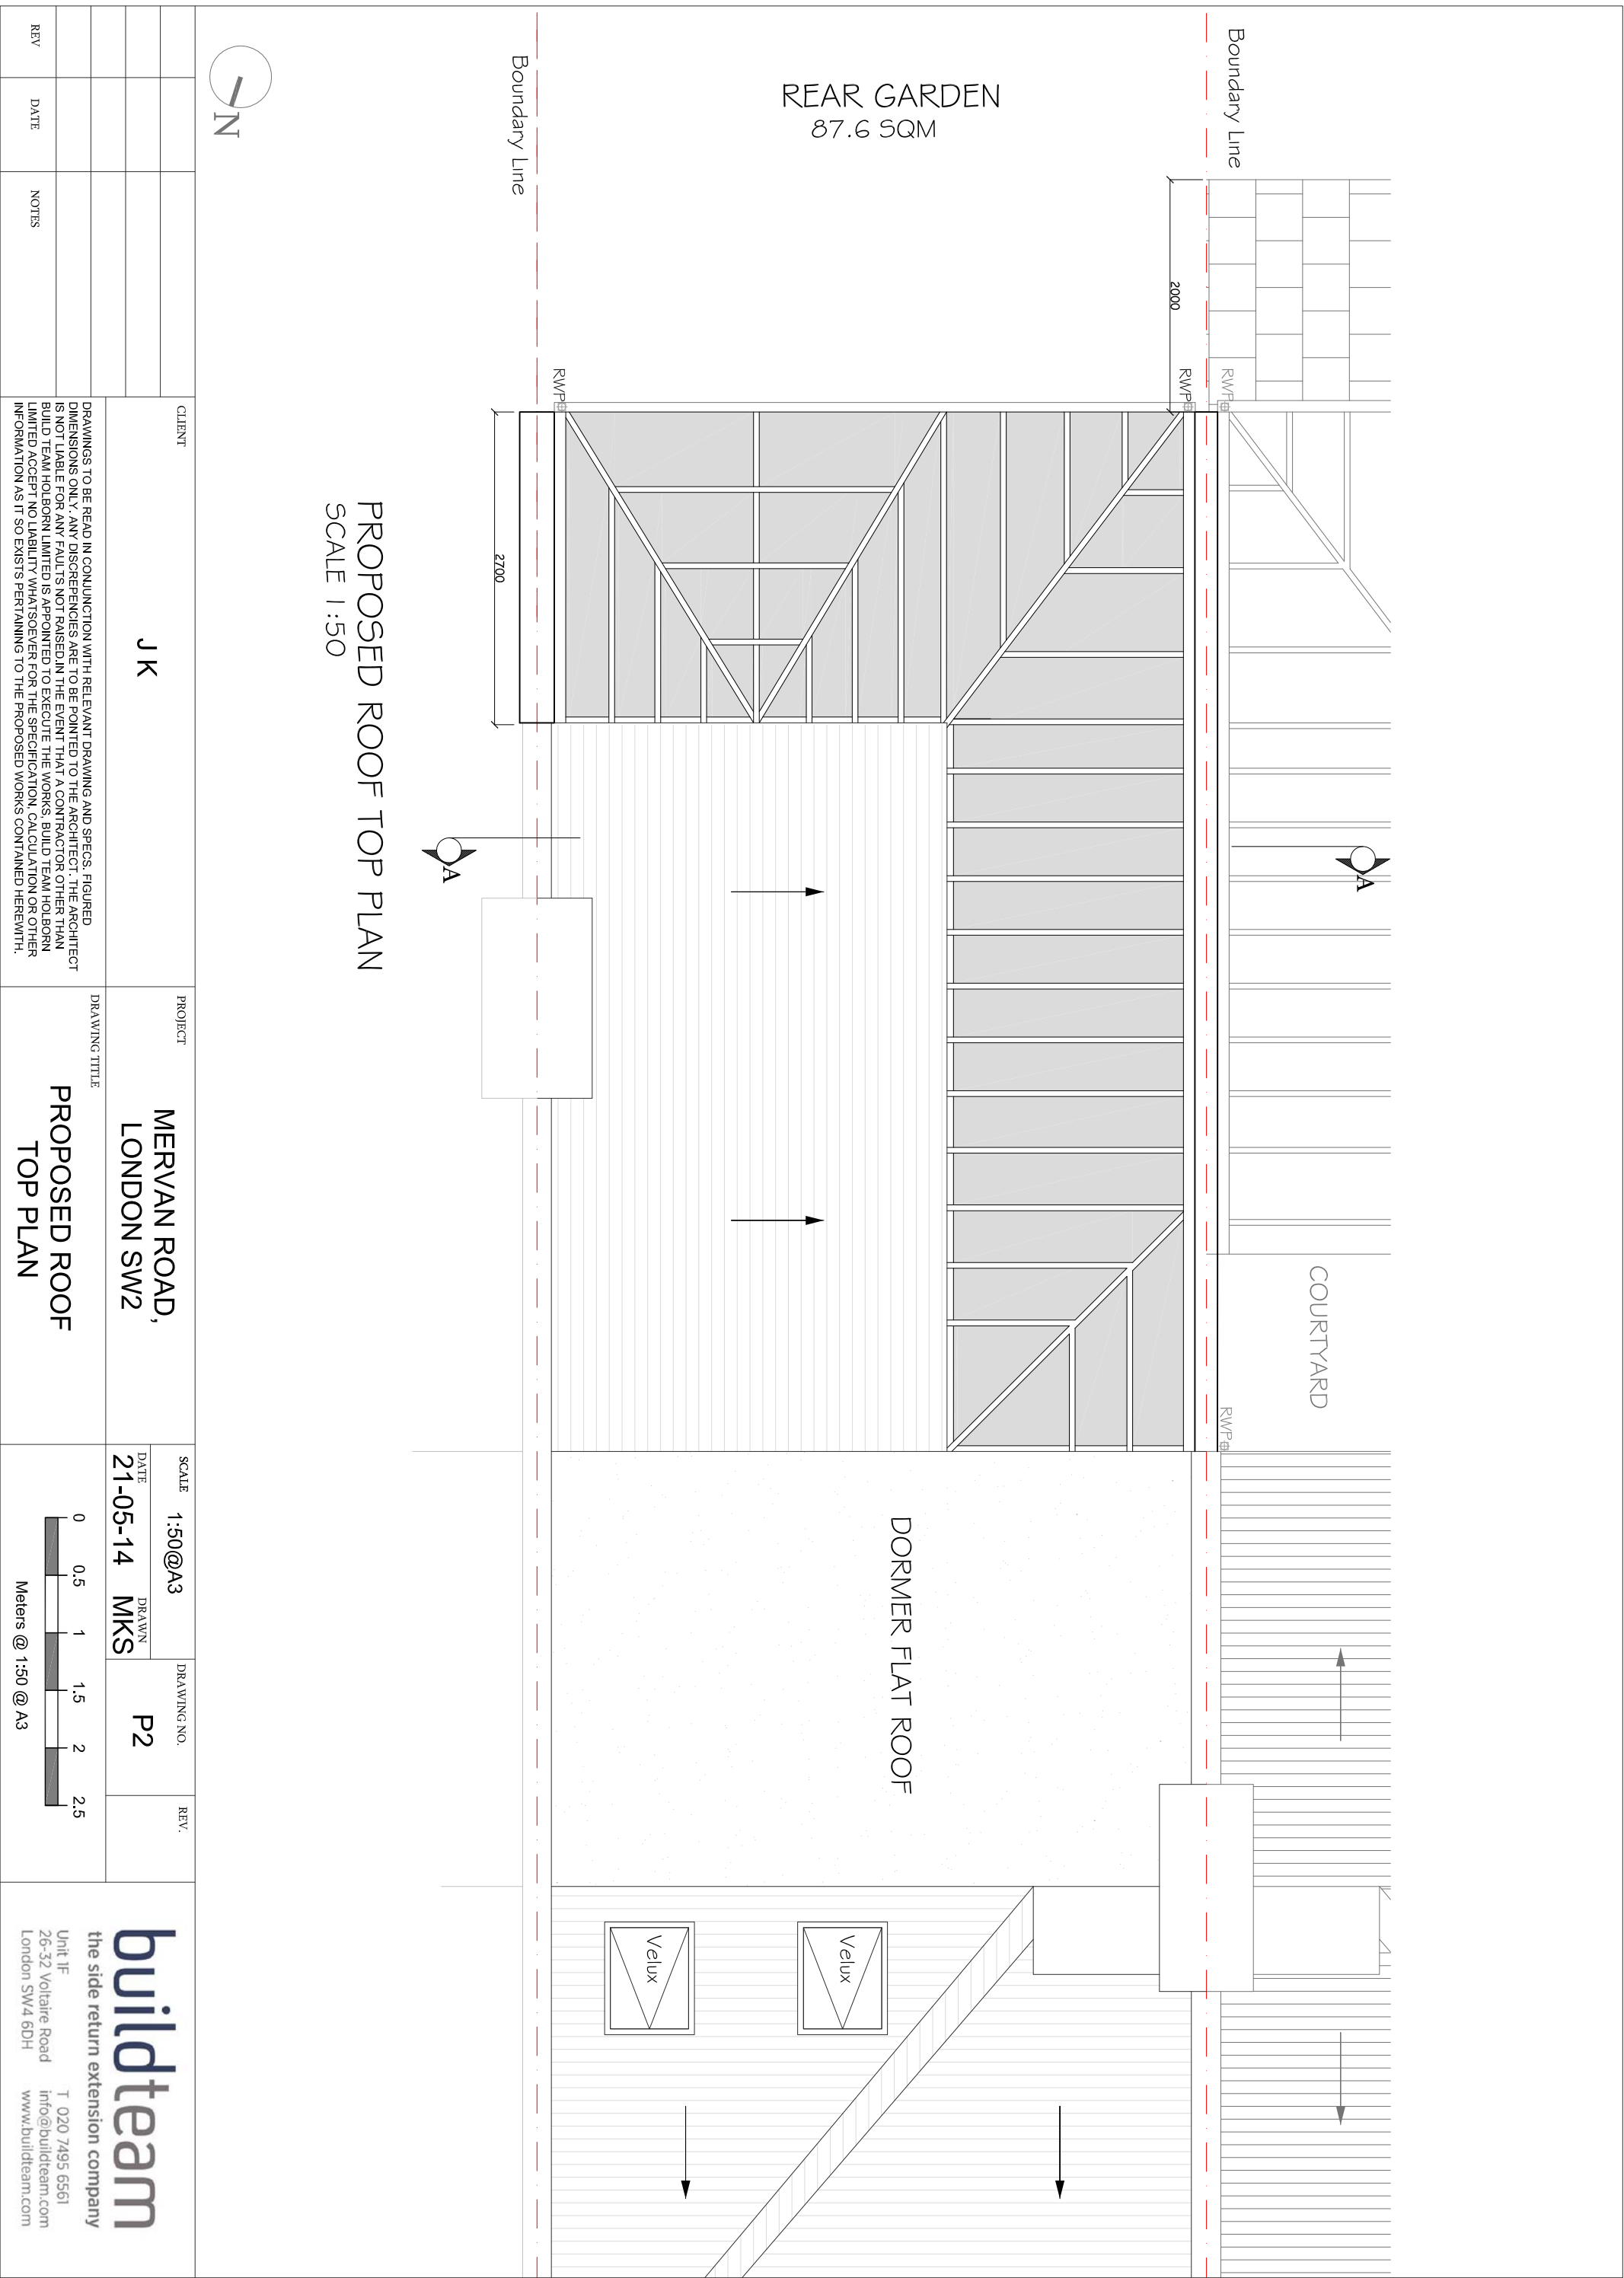 Boundary Line
REAR GARDEN
87.6 SQM
Boundary Line
2000
RWP
RWP
RWP
2700
PROPOSED ROOF TOP PLAN
SCALE 1:50
A
A
COURTYARD
RWP
DORMER FLAT ROOF
Velux
Velux
N
REV
DATE
NOTES
CLIENT
J K
DRAWINGS TO BE READ IN CONJUNCTION WITH RELEVANT DRAWING AND SPECS. FIGURED
DIMENSIONS ONLY. ANY DISCREPENCIES ARE TO BE POINTED TO THE ARCHITECT. THE ARCHITECT
IS NOT LIABLE FOR ANY FAULTS NOT RAISED.IN THE EVENT THAT A CONTRACTOR OTHER THAN
BUILD TEAM HOLBORN LIMITED IS APPOINTED TO EXECUTE THE WORKS, BUILD TEAM HOLBORN
LIMITED ACCEPT NO LIABILITY WHATSOEVER FOR THE SPECIFICATION, CALCULATION OR OTHER
INFORMATION AS IT SO EXISTS PERTAINING TO THE PROPOSED WORKS CONTAINED HEREWITH.
PROJECT
MERVAN ROAD,
LONDON SW2
DRAWING TITLE
PROPOSED ROOF
TOP PLAN
SCALE
1:50@A3
DATE
21-05-14
DRAWN
MKS
DRAWING NO.
P2
REV.
0 0.5 1 1.5 2 2.5
Meters @ 1:50 @ A3
buildteam
the side return extension company
Unit 1F
26-32 Voltaire Road
London SW4 6DH
T 020 7495 6561
info@buildteam.com
www.buildteam.com